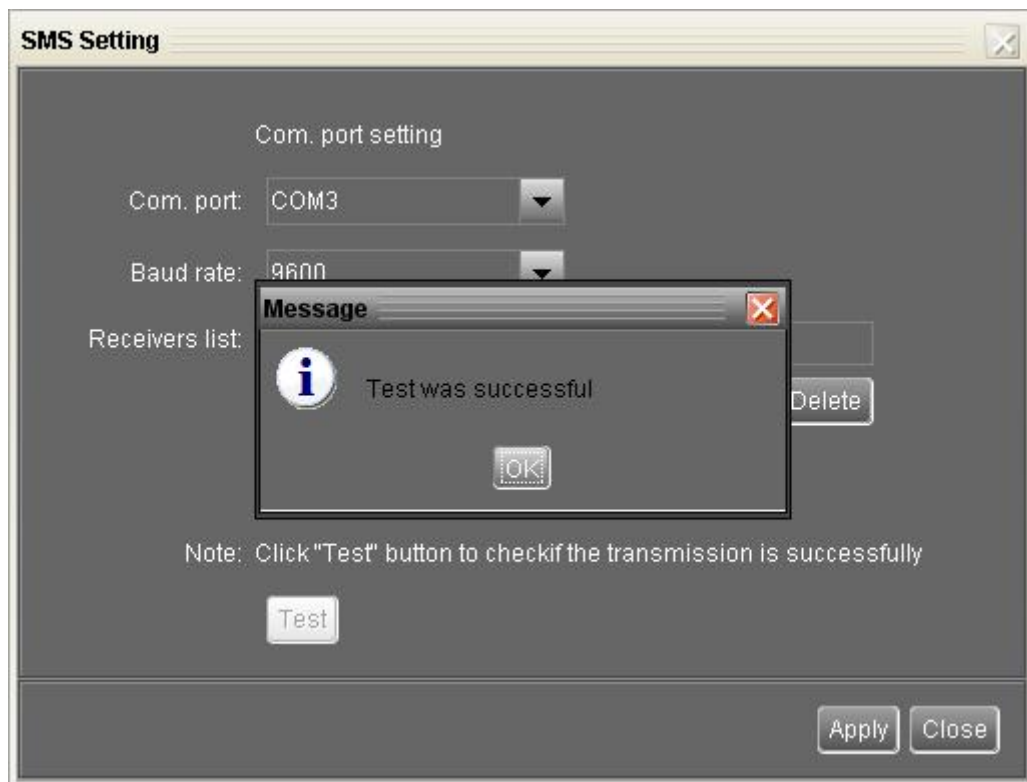 SMS Setting
Com. port setting
Com. port: COM3
Baud rate: 9600
Message
Receivers list:
Test was successful
Delete
OK
Note: Click "Test" button to checkif the transmission is successfully
Test
Apply Close